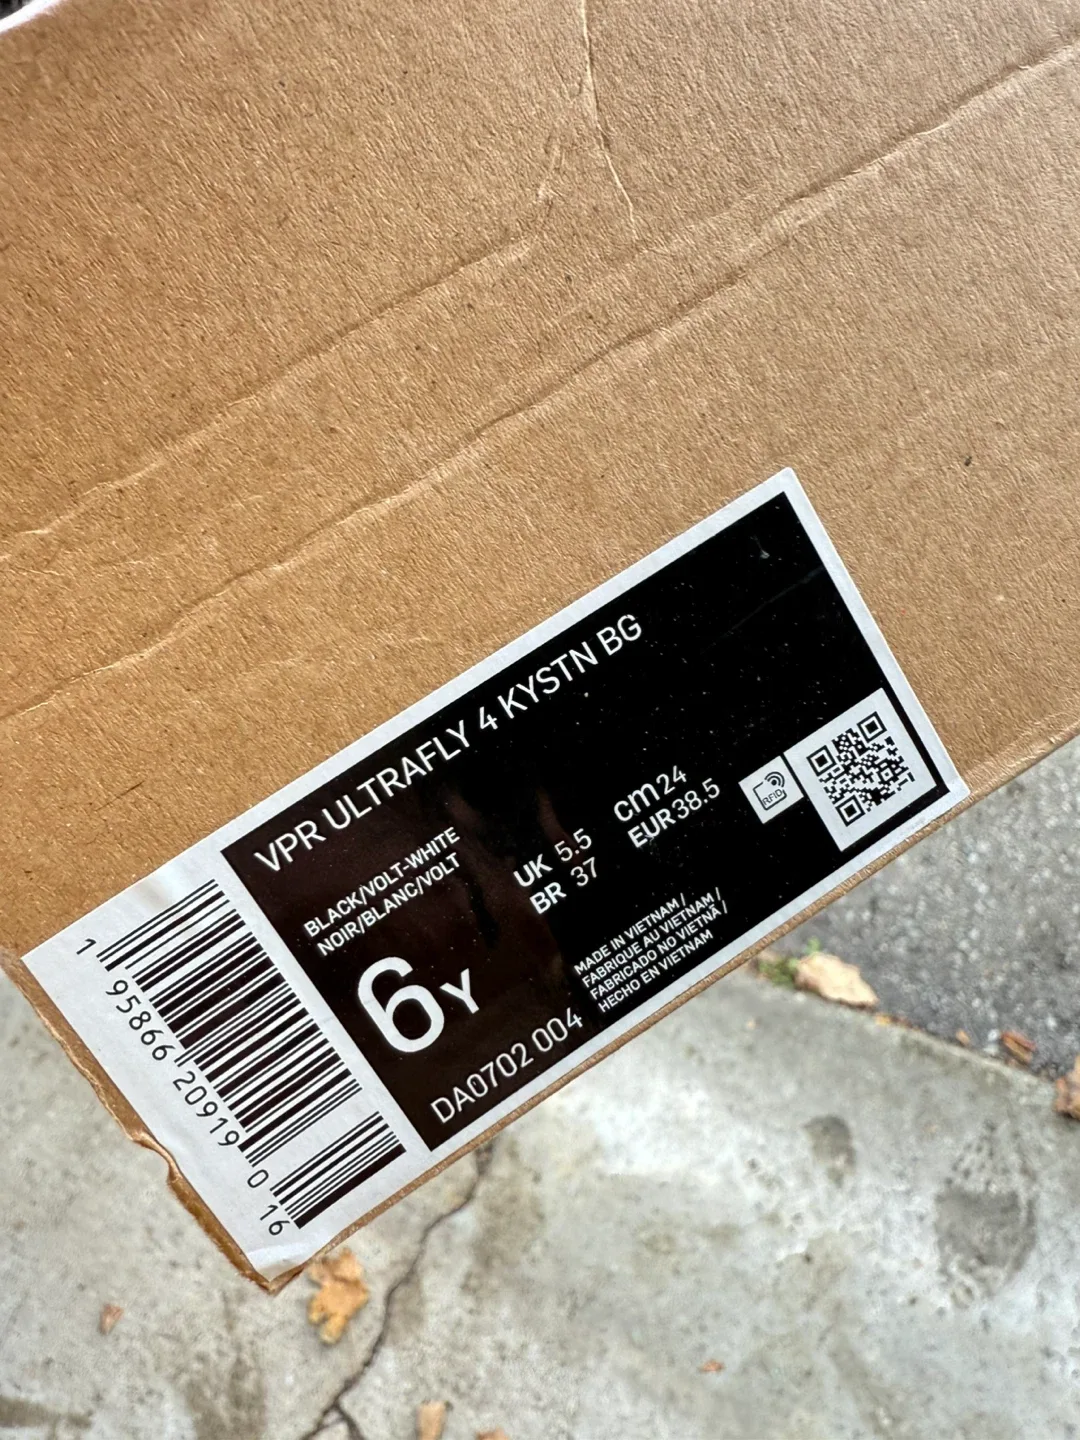 VPR ULTRAFLY 4 KYSTN BG
BLACK/VOLT-WHITE
NOIR/BLANC/VOLT
6Y
UK 5.5
BR 37
cm 24
EUR 38.5
RFID
MADE IN VIETNAM /
FABRIQUE AU VIETNAM /
FABRICADO NO VIETNÃ /
HECHO EN VIETNAM
DA0702 004
1 95866 20919 0 16